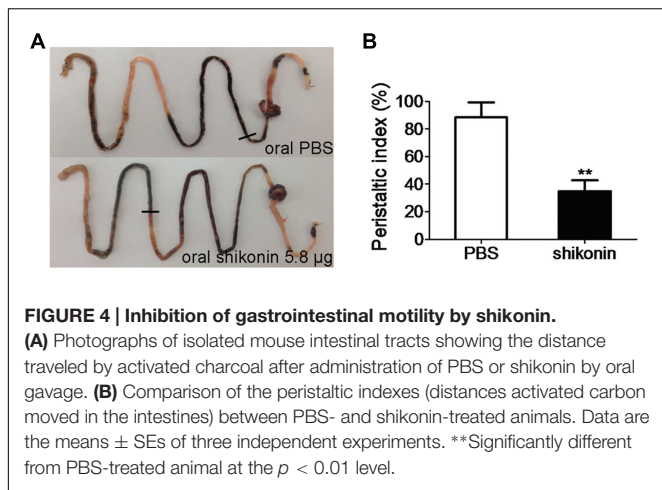 A
oral PBS
oral shikonin 5.8 µg
B
Peristaltic index (%)
100
80
60
40
20
0
**
PBS
shikonin
FIGURE 4 | Inhibition of gastrointestinal motility by shikonin.
(A) Photographs of isolated mouse intestinal tracts showing the distance
traveled by activated charcoal after administration of PBS or shikonin by oral
gavage. (B) Comparison of the peristaltic indexes (distances activated carbon
moved in the intestines) between PBS- and shikonin-treated animals. Data are
the means ± SEs of three independent experiments. **Significantly different
from PBS-treated animal at the p < 0.01 level.